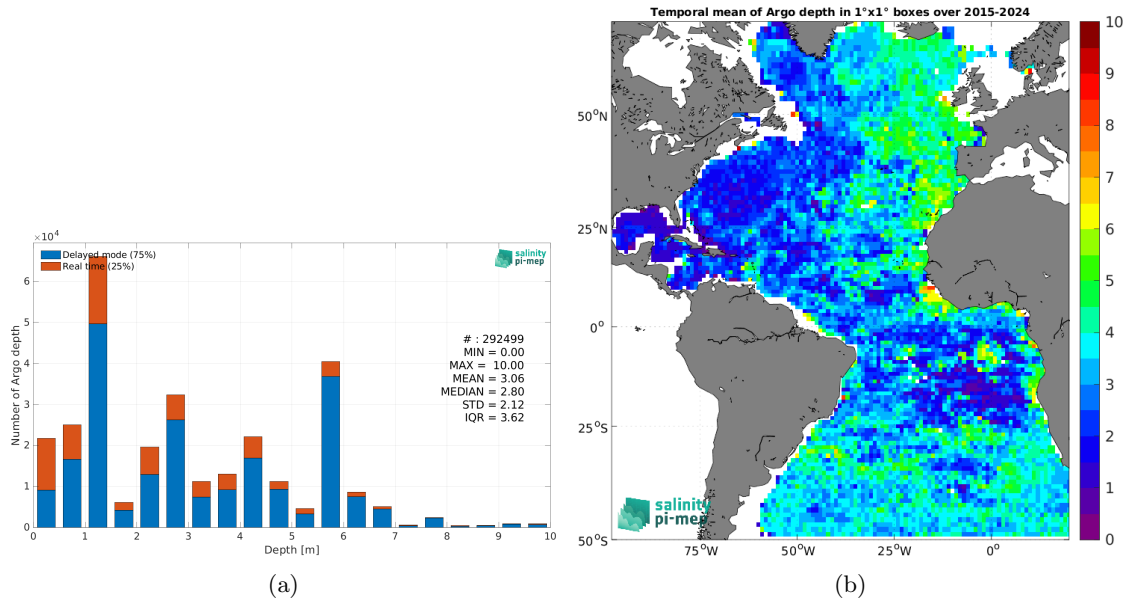 ×10⁴
Delayed mode (75%)
Real time (25%)
salinity
pi-mep
# : 292499
MIN = 0.00
MAX = 10.00
MEAN = 3.06
MEDIAN = 2.80
STD = 2.12
IQR = 3.62
6
5
4
3
2
1
0
Number of Argo depth
0 1 2 3 4 5 6 7 8 9 10
Depth [m]
(a)
Temporal mean of Argo depth in 1°x1° boxes over 2015-2024
50°N
25°N
0°
25°S
50°S
75°W 50°W 25°W 0°
salinity
pi-mep
10
9
8
7
6
5
4
3
2
1
0
(b)